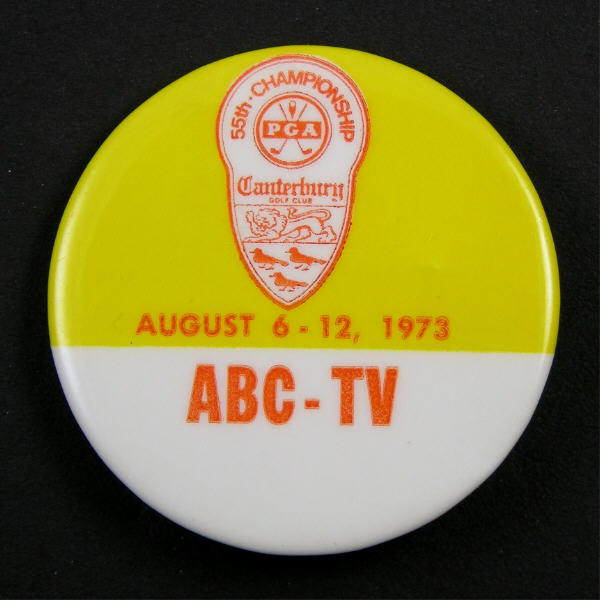 55th · CHAMPIONSHIP
PGA
Canterbury
GOLF CLUB
AUGUST 6 - 12, 1973
ABC - TV